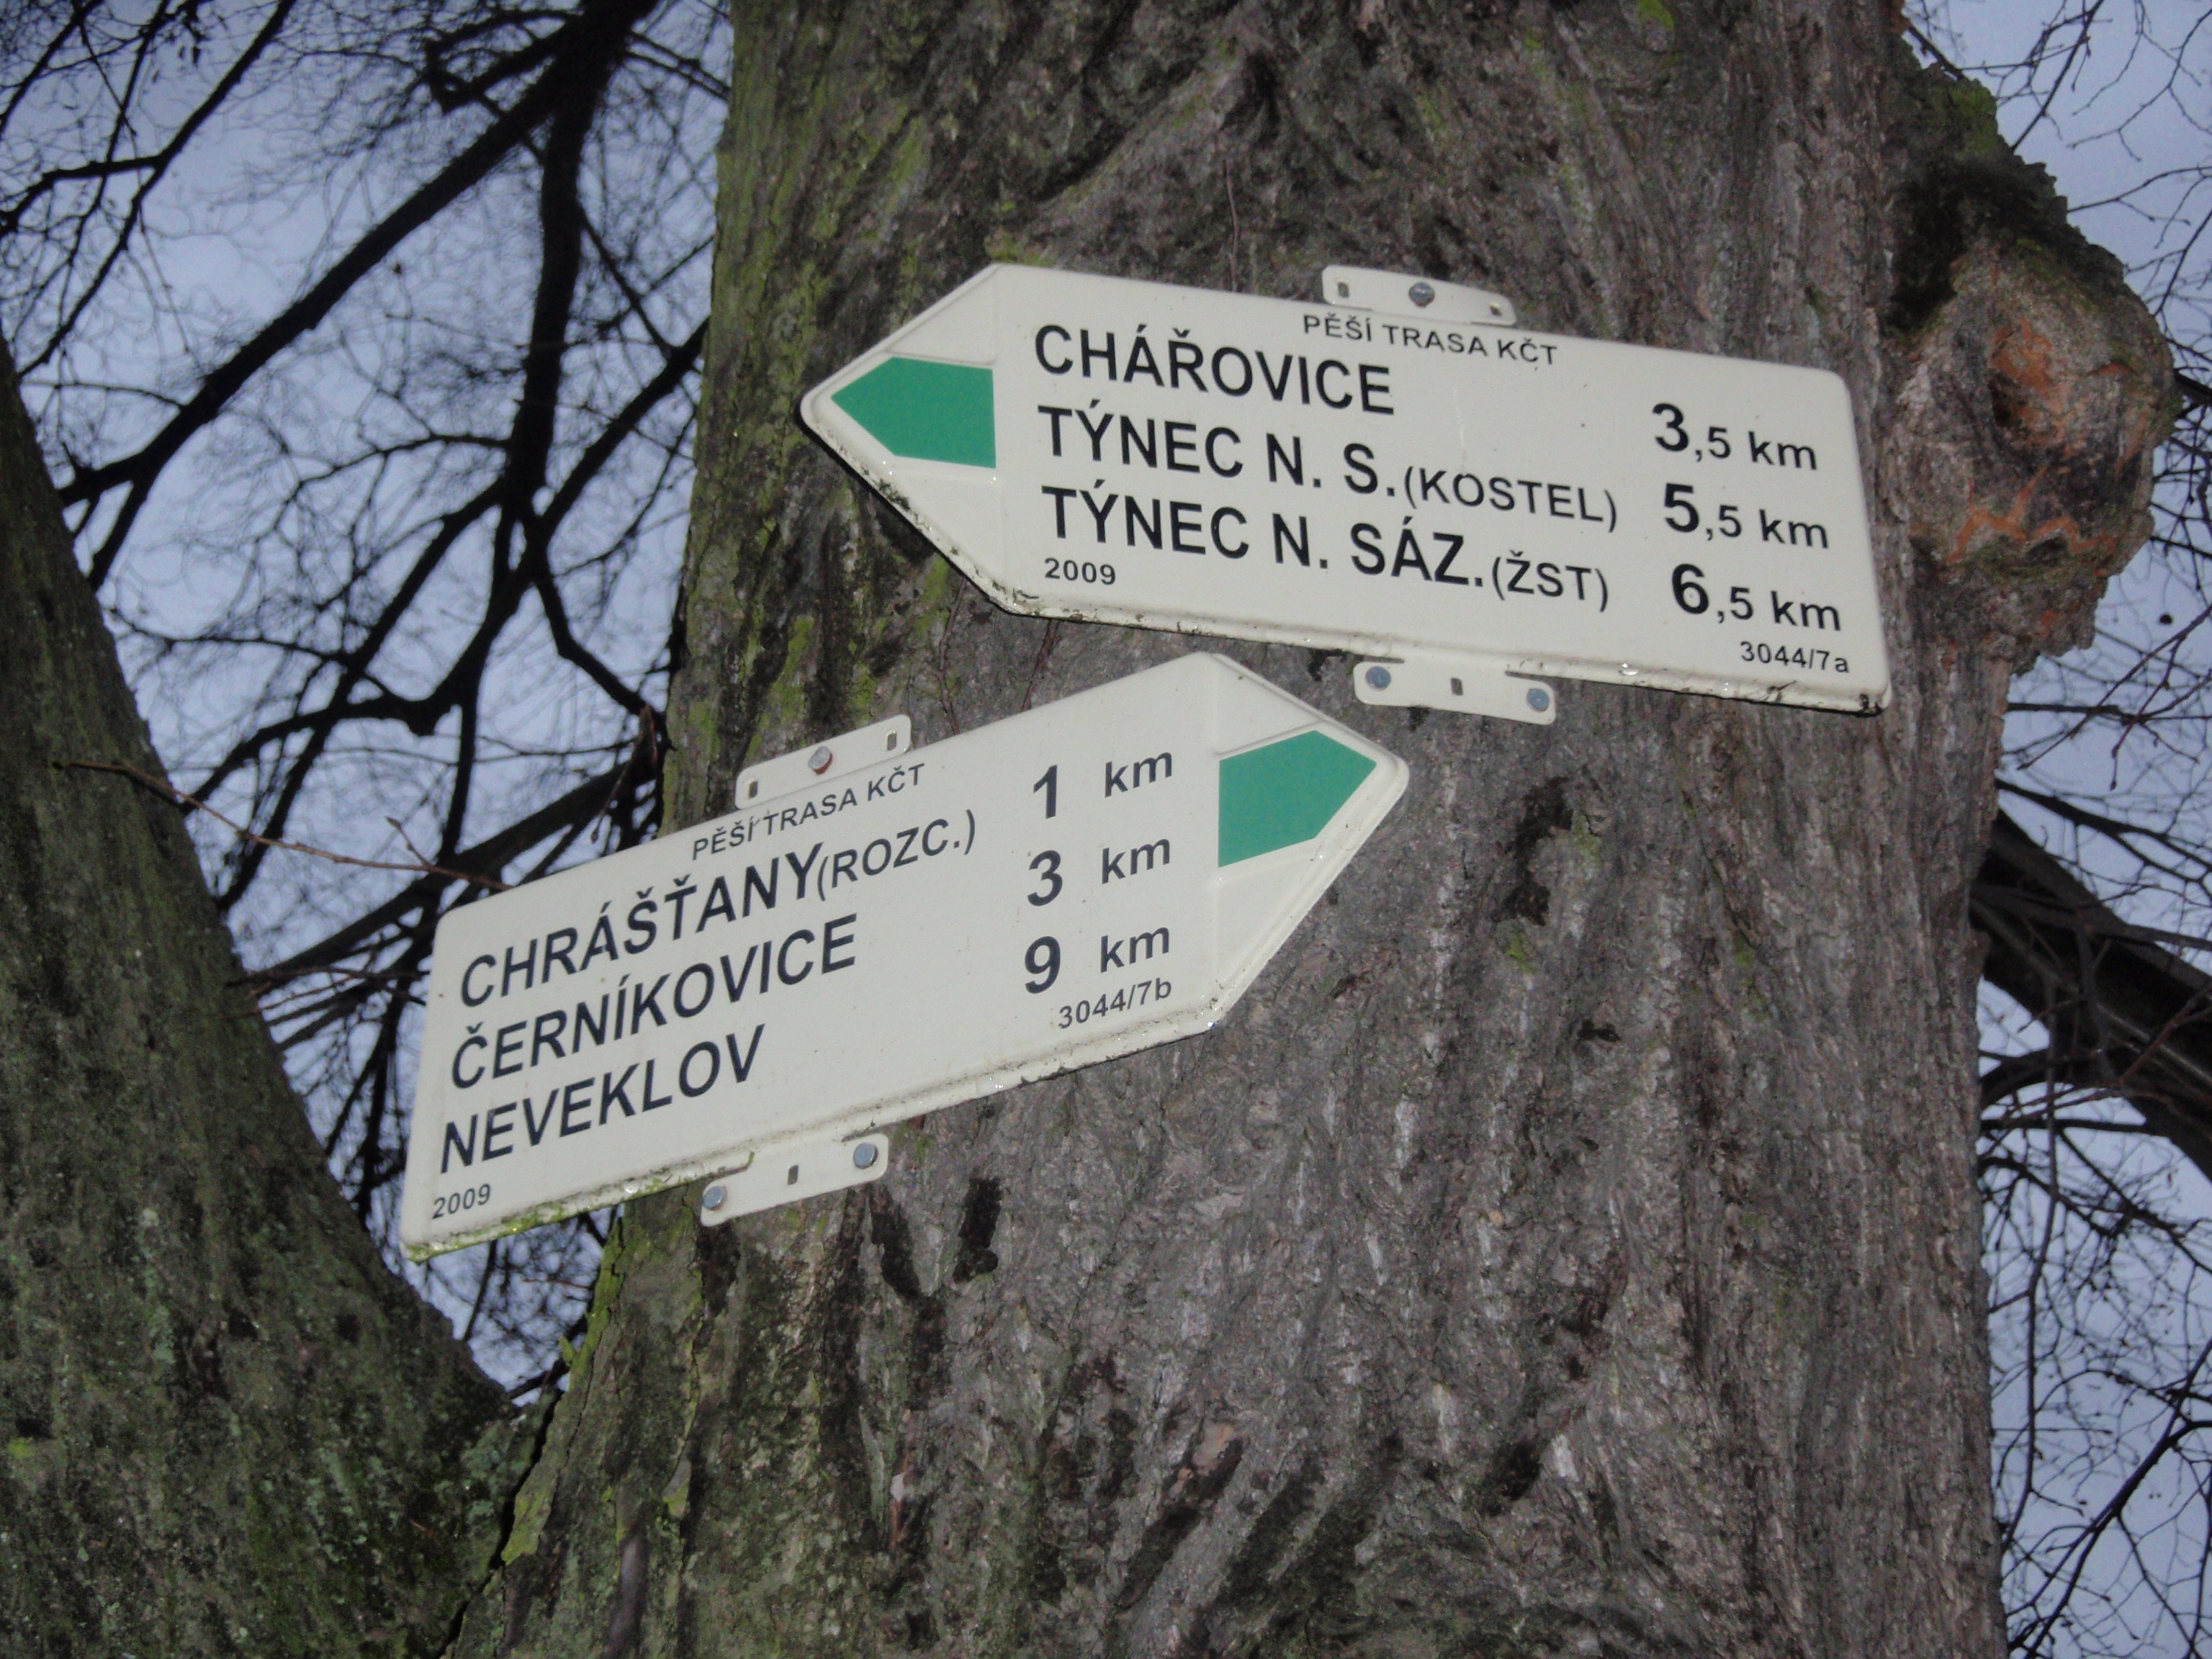 PĚŠÍ TRASA KČT
CHÁŘOVICE 3,5 km
TÝNEC N. S.(KOSTEL) 5,5 km
TÝNEC N. SÁZ.(ŽST) 6,5 km
2009 3044/7a
PĚŠÍ TRASA KČT
CHRÁŠŤANY(ROZC.) 1 km
ČERNÍKOVICE 3 km
NEVEKLOV 9 km
2009 3044/7b